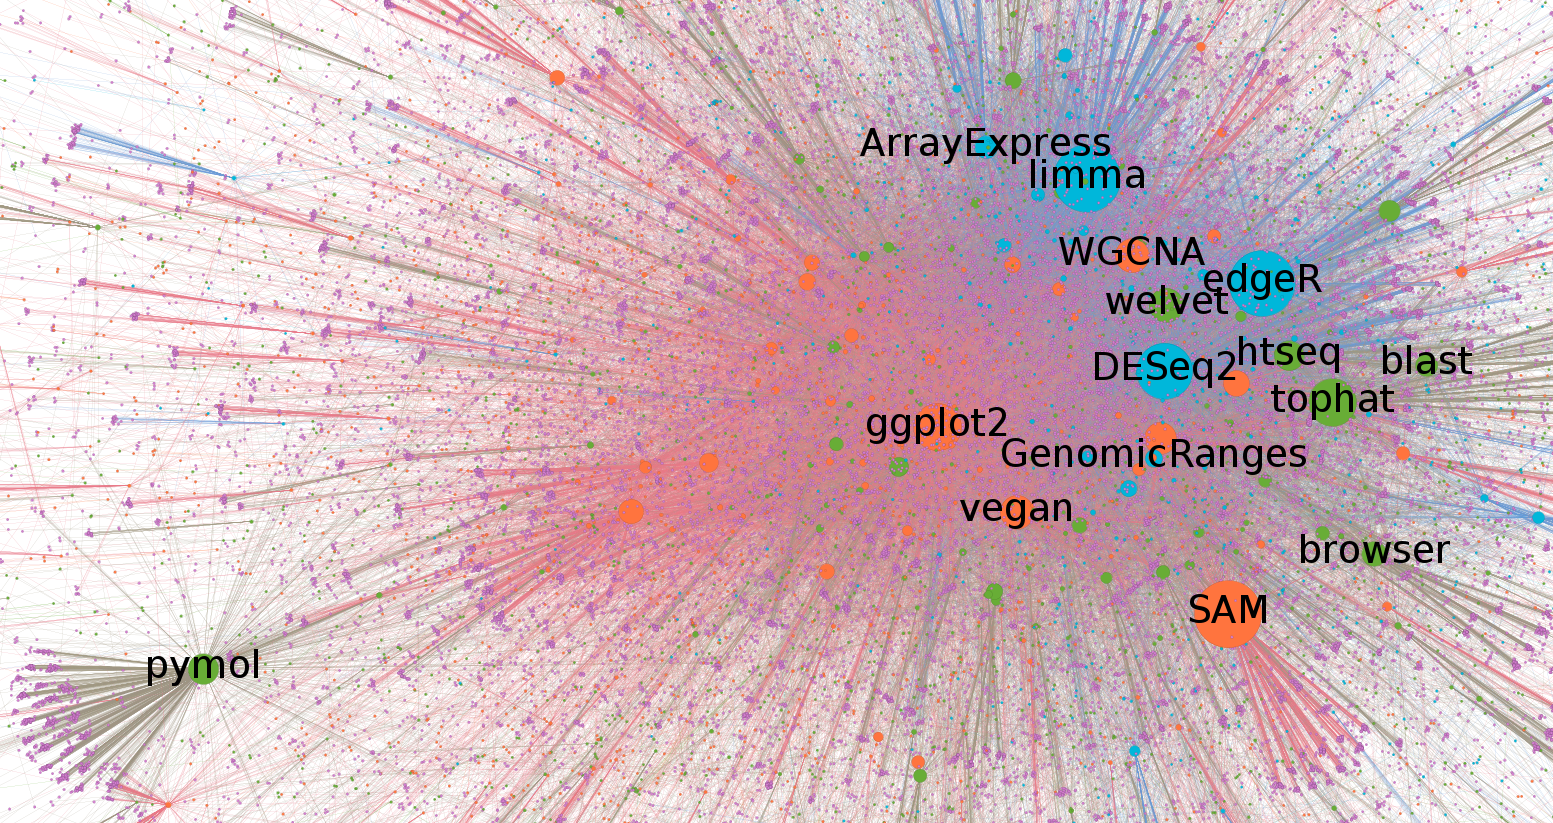 ArrayExpress
limma
WGCNA
edgeR
welvet
DESeq2
htseq
blast
tophat
ggplot2
GenomicRanges
vegan
browser
SAM
pymol